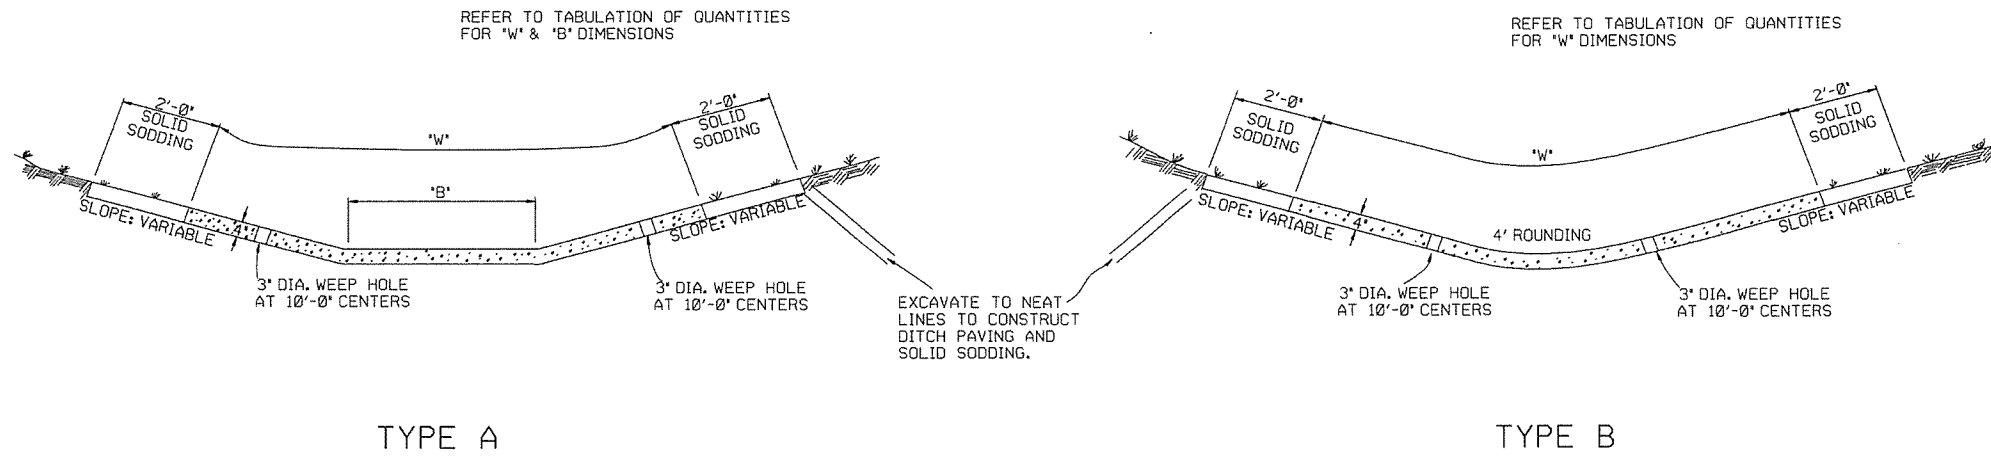 REFER TO TABULATION OF QUANTITIES
FOR "W" & "B" DIMENSIONS
2'-0"
SOLID
SODDING
"W"
2'-0"
SOLID
SODDING
"B"
SLOPE: VARIABLE
4"
SLOPE: VARIABLE
3" DIA. WEEP HOLE
AT 10'-0" CENTERS
3" DIA. WEEP HOLE
AT 10'-0" CENTERS
TYPE A
EXCAVATE TO NEAT
LINES TO CONSTRUCT
DITCH PAVING AND
SOLID SODDING.
REFER TO TABULATION OF QUANTITIES
FOR "W" DIMENSIONS
2'-0"
SOLID
SODDING
"W"
2'-0"
SOLID
SODDING
SLOPE: VARIABLE
4"
4' ROUNDING
SLOPE: VARIABLE
3" DIA. WEEP HOLE
AT 10'-0" CENTERS
3" DIA. WEEP HOLE
AT 10'-0" CENTERS
TYPE B